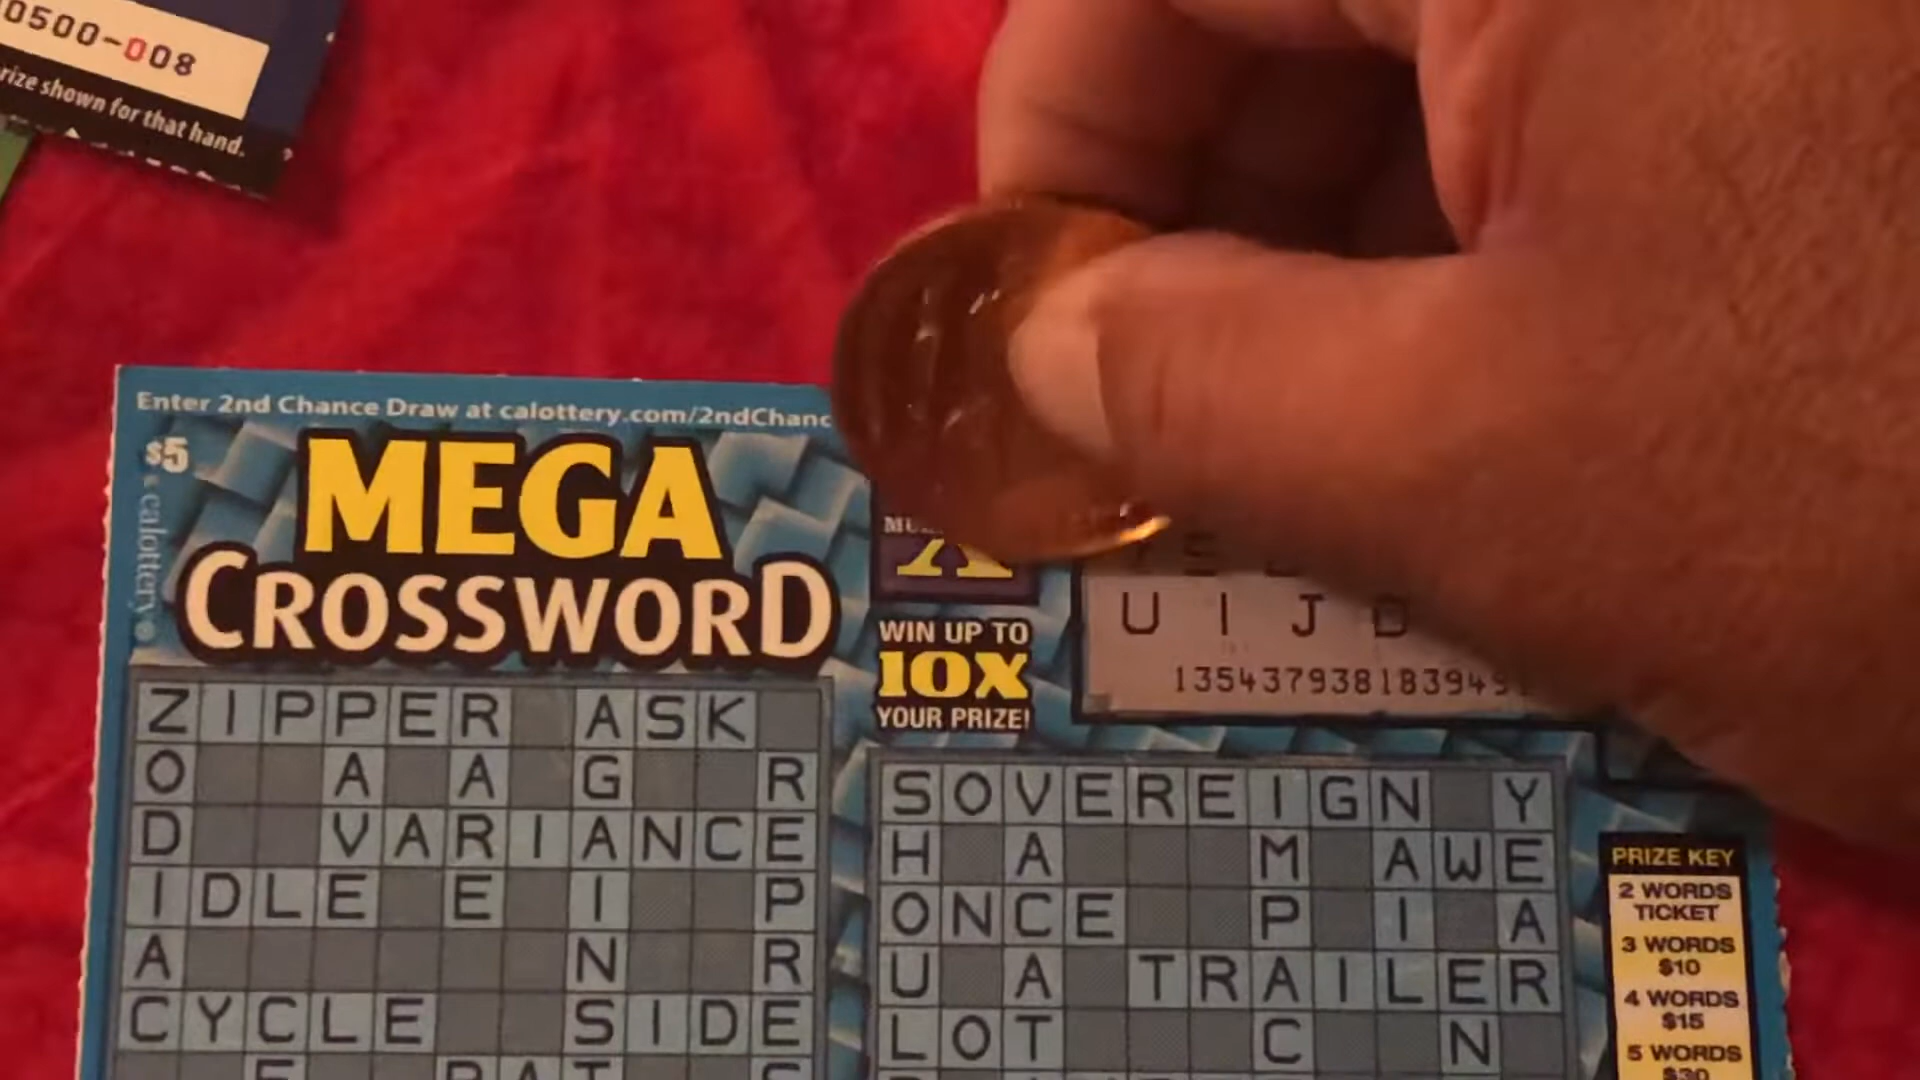 0500-008
rize shown for that hand.
Enter 2nd Chance Draw at calottery.com/2ndChanc
$5
calottery
MEGA
CROSSWORD
WIN UP TO
10X
YOUR PRIZE!
U I J D
135437938183949
ZIPPER ASK
O A A G R
D VARIANCE
IDLE E I P
A N R
CYCLE SIDE
SOVEREIGN Y
H A M AWE
ONCE P I A
U A TRAILER
LOT C N
PRIZE KEY
2 WORDS
TICKET
3 WORDS
$10
4 WORDS
$15
5 WORDS
$30